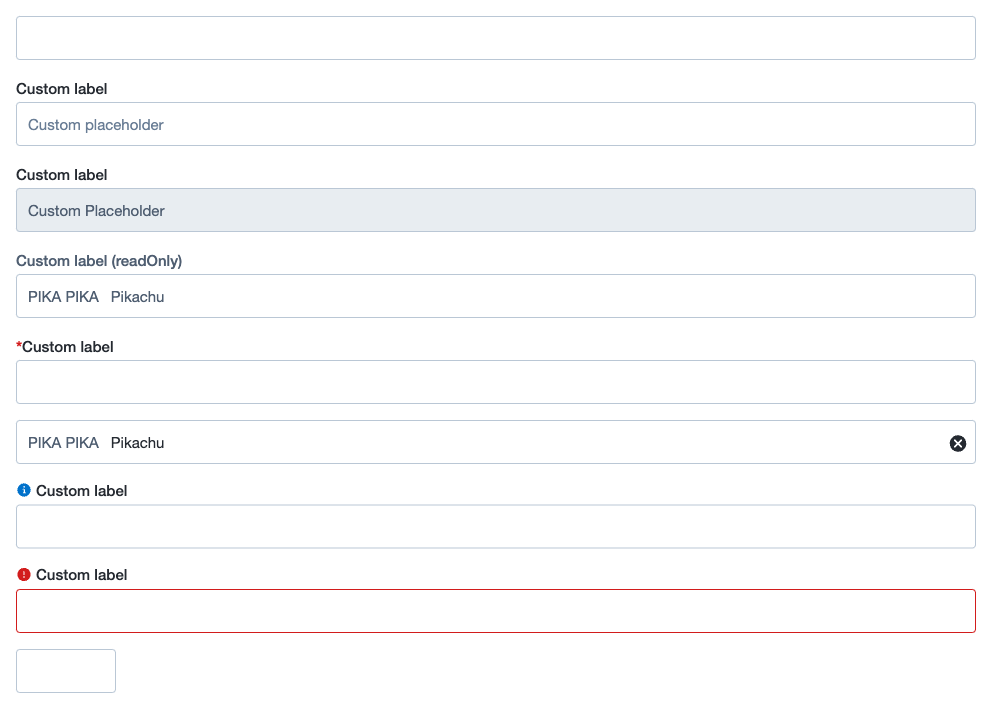 Custom label
Custom placeholder
Custom label
Custom Placeholder
Custom label (readOnly)
PIKA PIKA Pikachu
*Custom label
PIKA PIKA Pikachu
Custom label
Custom label